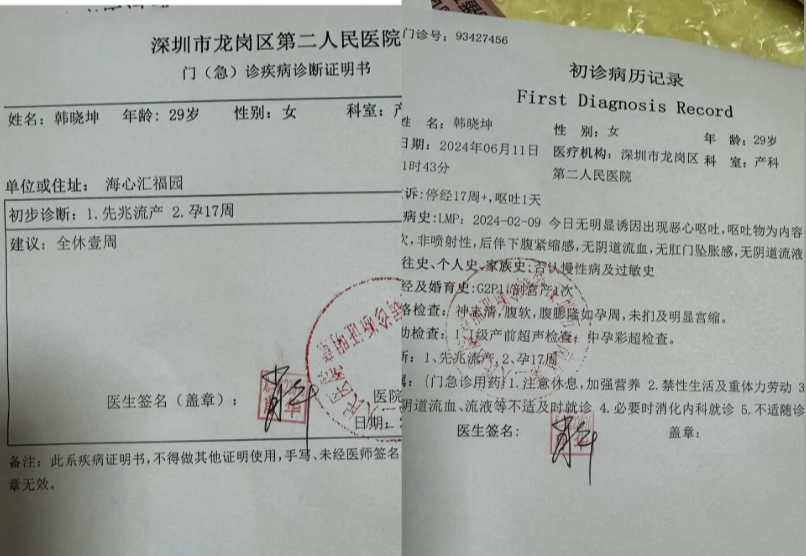 深圳市龙岗区第二人民医院
门（急）诊疾病诊断证明书
姓名：韩晓坤 年龄：29岁 性别：女 科室：产
单位或住址：海心汇福园
初步诊断：1.先兆流产 2.孕17周
建议：全休壹周
医生签名（盖章）：
医院
日期：
备注：此系疾病证明书，不得做其他证明使用，手写、未经医师签名
章无效。
门诊号：93427456
初诊病历记录
First Diagnosis Record
姓 名：韩晓坤 性 别：女 年 龄：29岁
日期：2024年06月11日 医疗机构：深圳市龙岗区 科 室：产科
1时43分 第二人民医院
诉：停经17周+，呕吐1天
病史:LMP：2024-02-09 今日无明显诱因出现恶心呕吐，呕吐物为内容
次，非喷射性，后伴下腹紧缩感，无阴道流血，无肛门坠胀感，无阴道流液
往史、个人史、家族史：否认慢性病及过敏史
经及婚育史:G2P1，剖宫产1次
检查：神志清，腹软，腹膨隆如孕周，未扪及明显宫缩。
助检查：1.I级产前超声检查，中孕彩超检查。
1、先兆流产，2、孕17周
（门急诊用药）1.注意休息，加强营养 2.禁性生活及重体力劳动 3
阴道流血、流液等不适及时就诊 4.必要时消化内科就诊 5.不适随诊
医生签名： 盖章：